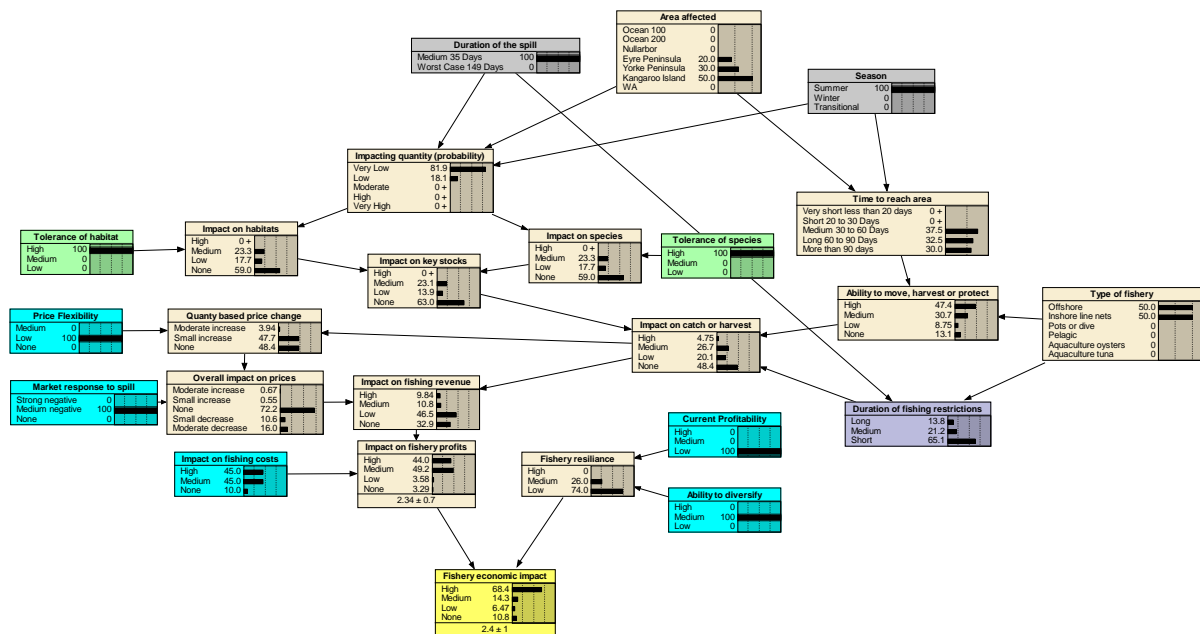 Area affected
Ocean 100 0
Ocean 200 0
Nullarbor 0
Eyre Peninsula 20.0
Yorke Peninsula 30.0
Kangaroo Island 50.0
WA 0
Duration of the spill
Medium 35 Days 100
Worst Case 149 Days 0
Season
Summer 100
Winter 0
Transitional 0
Impacting quantity (probability)
Very Low 81.9
Low 18.1
Moderate 0 +
High 0 +
Very High 0 +
Time to reach area
Very short less than 20 days 0 +
Short 20 to 30 Days 0 +
Medium 30 to 60 Days 37.5
Long 60 to 90 Days 32.5
More than 90 days 30.0
Tolerance of habitat
High 100
Medium 0
Low 0
Impact on habitats
High 0 +
Medium 23.3
Low 17.7
None 59.0
Impact on species
High 0 +
Medium 23.3
Low 17.7
None 59.0
Tolerance of species
High 100
Medium 0
Low 0
Impact on key stocks
High 0 +
Medium 23.1
Low 13.9
None 63.0
Ability to move, harvest or protect
High 47.4
Medium 30.7
Low 8.75
None 13.1
Type of fishery
Offshore 50.0
Inshore line nets 50.0
Pots or dive 0
Pelagic 0
Aquaculture oysters 0
Aquaculture tuna 0
Price Flexibility
Medium 0
Low 100
None 0
Quanty based price change
Moderate increase 3.94
Small increase 47.7
None 48.4
Impact on catch or harvest
High 4.75
Medium 26.7
Low 20.1
None 48.4
Market response to spill
Strong negative 0
Medium negative 100
None 0
Overall impact on prices
Moderate increase 0.67
Small increase 0.55
None 72.2
Small decrease 10.6
Moderate decrease 16.0
Impact on fishing revenue
High 9.84
Medium 10.8
Low 46.5
None 32.9
Duration of fishing restrictions
Long 13.8
Medium 21.2
Short 65.1
Current Profitability
High 0
Medium 0
Low 100
Impact on fishing costs
High 45.0
Medium 45.0
None 10.0
Impact on fishery profits
High 44.0
Medium 49.2
Low 3.58
None 3.29
2.34 ± 0.7
Fishery resiliance
High 0
Medium 26.0
Low 74.0
Ability to diversify
High 0
Medium 100
Low 0
Fishery economic impact
High 68.4
Medium 14.3
Low 6.47
None 10.8
2.4 ± 1